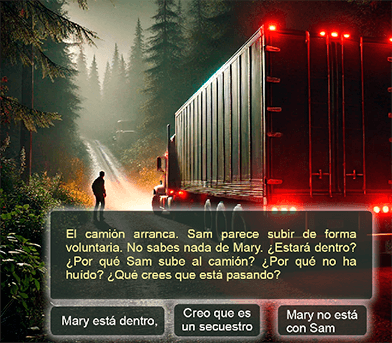 El camión arranca. Sam parece subir de forma
voluntaria. No sabes nada de Mary. ¿Estará dentro?
¿Por qué Sam sube al camión? ¿Por qué no ha
huído? ¿Qué crees que está pasando?
Mary está dentro,
Creo que es
un secuestro
Mary no está
con Sam